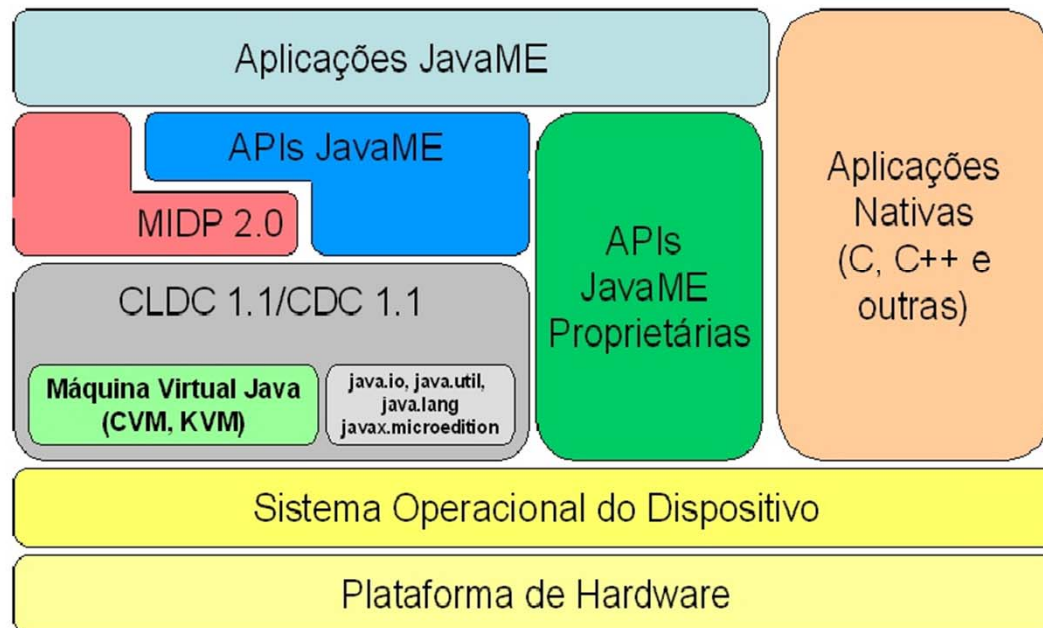 Aplicações JavaME
APIs JavaME
MIDP 2.0
APIs
JavaME
Proprietárias
Aplicações
Nativas
(C, C++ e
outras)
CLDC 1.1/CDC 1.1
Máquina Virtual Java
(CVM, KVM)
java.io, java.util,
java.lang
javax.microedition
Sistema Operacional do Dispositivo
Plataforma de Hardware